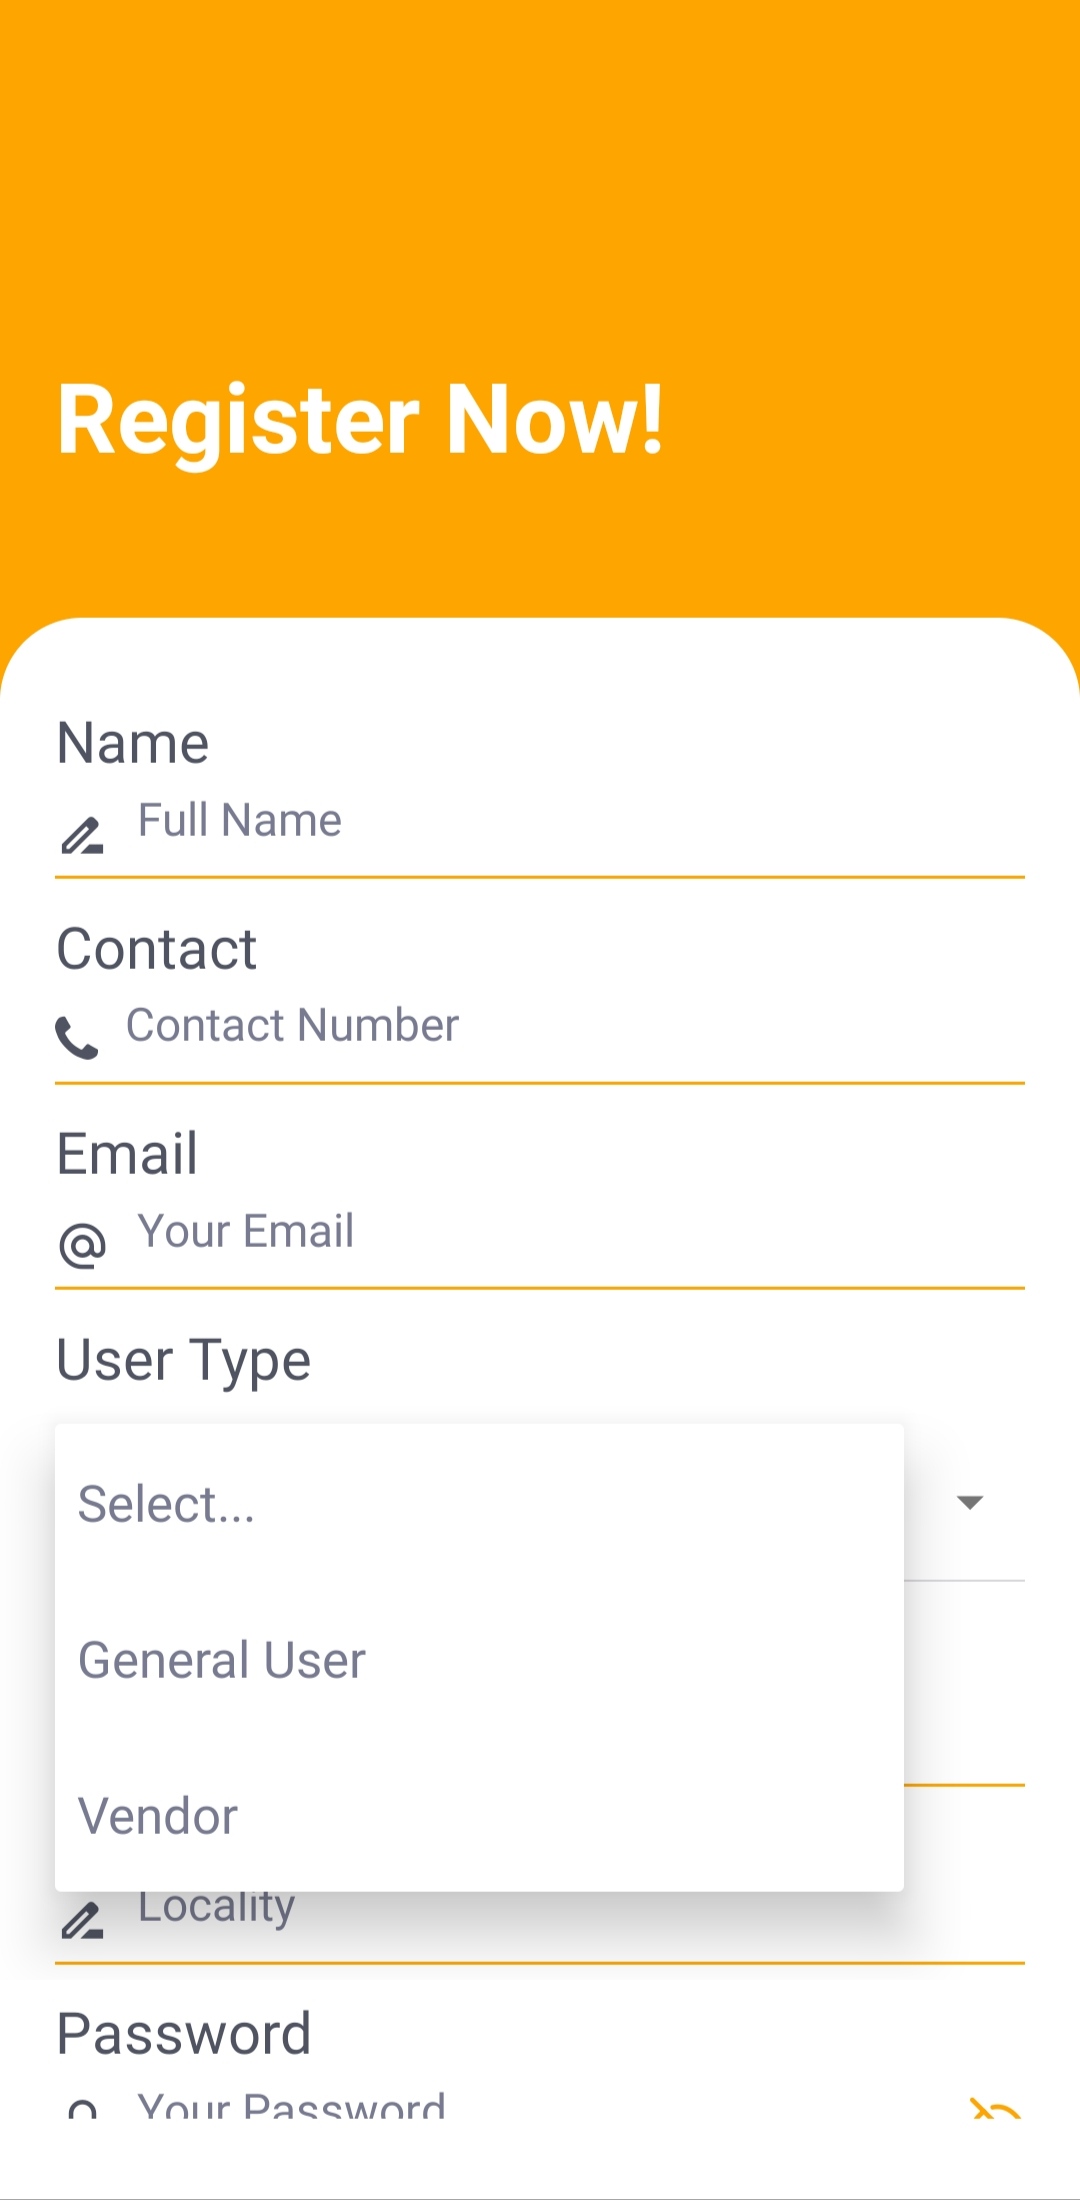 Register Now!
Name
Full Name
Contact
Contact Number
Email
Your Email
User Type
Select...
General User
Vendor
Locality
Password
Your Password